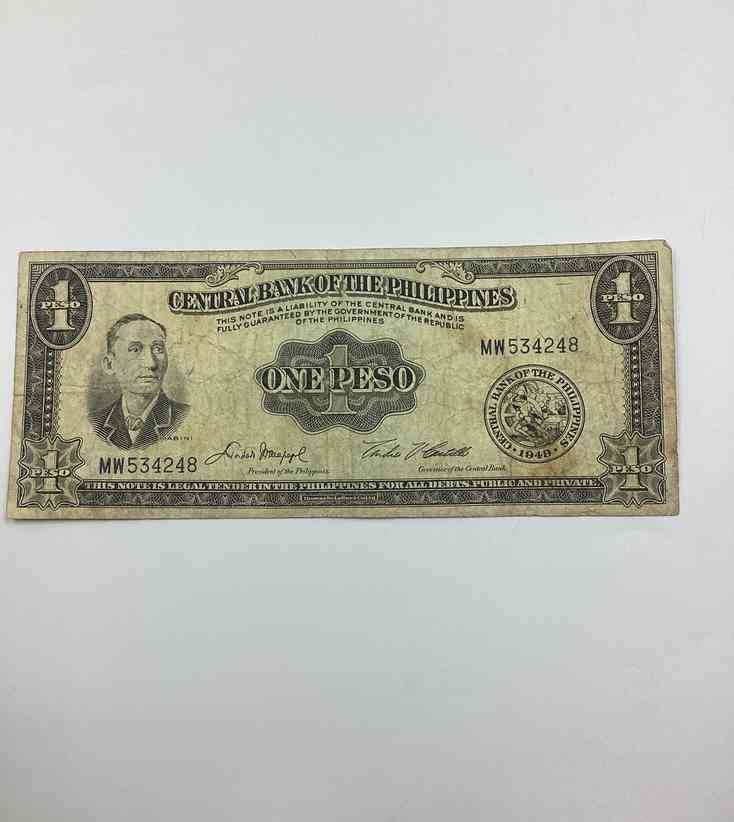 1 PESO
CENTRAL BANK OF THE PHILIPPINES
1 PESO
THIS NOTE IS A LIABILITY OF THE CENTRAL BANK AND IS
FULLY GUARANTEED BY THE GOVERNMENT OF THE REPUBLIC
OF THE PHILIPPINES
MW534248
1
ONE PESO
CENTRAL BANK OF THE PHILIPPINES
· 1949 ·
MABINI
MW534248
President of the Philippines
Governor of the Central Bank
1 PESO
1 PESO
THIS NOTE IS LEGAL TENDER IN THE PHILIPPINES FOR ALL DEBTS PUBLIC AND PRIVATE